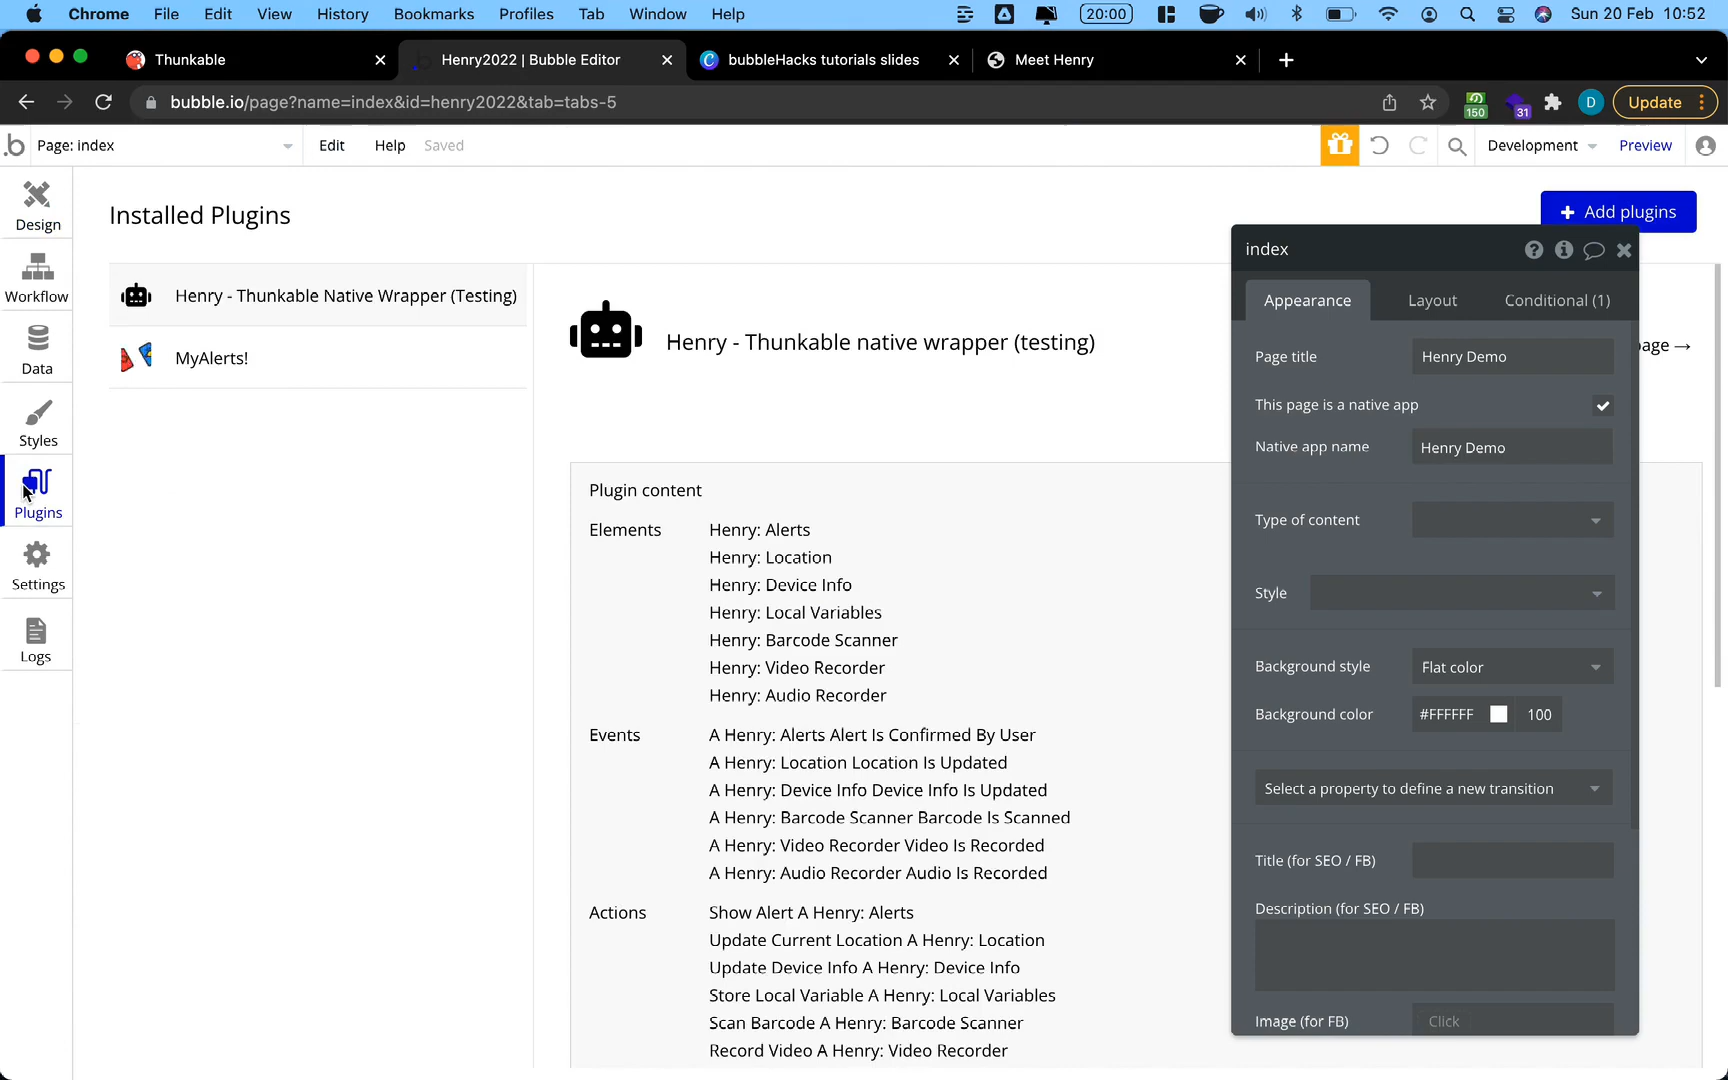 Chrome File Edit View History Bookmarks Profiles Tab Window Help 20:00 Sun 20 Feb 10:52
Thunkable Henry2022 | Bubble Editor bubbleHacks tutorials slides Meet Henry
bubble.io/page?name=index&id=henry2022&tab=tabs-5 150 31 D Update
b Page: index Edit Help Saved Development Preview
Design
Workflow
Data
Styles
Plugins
Settings
Logs
Installed Plugins
+ Add plugins
Henry - Thunkable Native Wrapper (Testing)
MyAlerts!
Henry - Thunkable native wrapper (testing)
age →
Plugin content
Elements Henry: Alerts
Henry: Location
Henry: Device Info
Henry: Local Variables
Henry: Barcode Scanner
Henry: Video Recorder
Henry: Audio Recorder
Events A Henry: Alerts Alert Is Confirmed By User
A Henry: Location Location Is Updated
A Henry: Device Info Device Info Is Updated
A Henry: Barcode Scanner Barcode Is Scanned
A Henry: Video Recorder Video Is Recorded
A Henry: Audio Recorder Audio Is Recorded
Actions Show Alert A Henry: Alerts
Update Current Location A Henry: Location
Update Device Info A Henry: Device Info
Store Local Variable A Henry: Local Variables
Scan Barcode A Henry: Barcode Scanner
Record Video A Henry: Video Recorder
index
Appearance Layout Conditional (1)
Page title Henry Demo
This page is a native app
Native app name Henry Demo
Type of content
Style
Background style Flat color
Background color #FFFFFF 100
Select a property to define a new transition
Title (for SEO / FB)
Description (for SEO / FB)
Image (for FB) Click